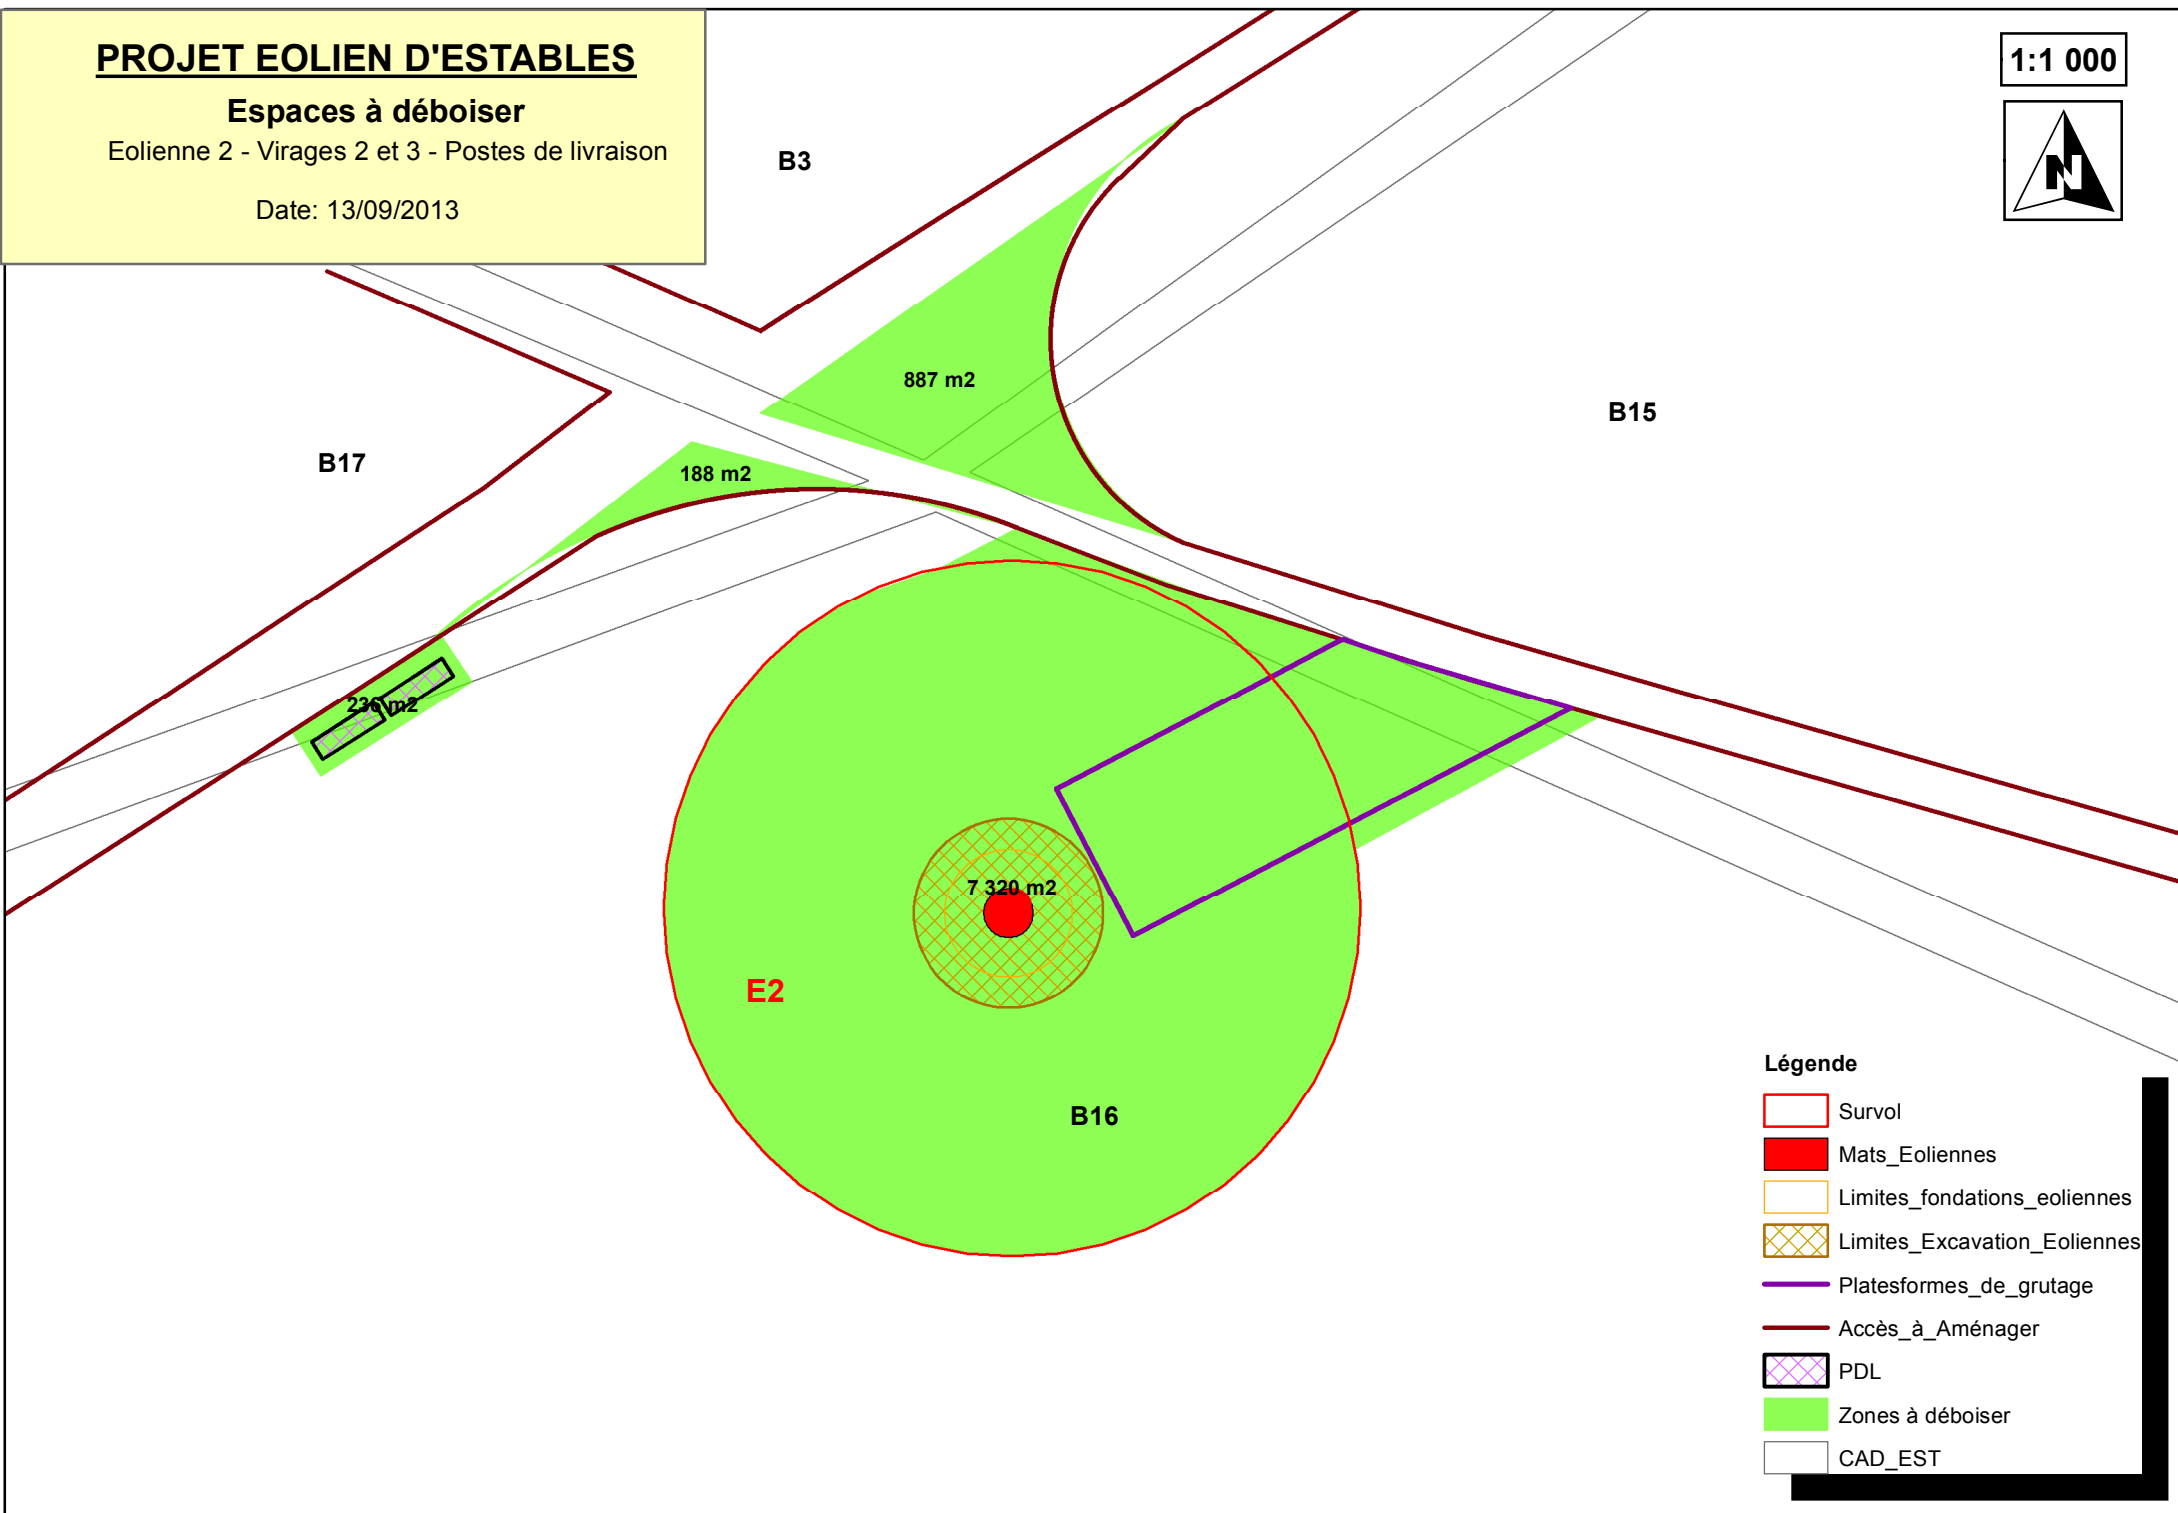 PROJET EOLIEN D'ESTABLES
Espaces à déboiser
Eolienne 2 - Virages 2 et 3 - Postes de livraison
Date: 13/09/2013
1:1 000
N
B3
887 m2
B15
B17
188 m2
236 m2
7 320 m2
E2
B16
Légende
Survol
Mats_Eoliennes
Limites_fondations_eoliennes
Limites_Excavation_Eoliennes
Platesformes_de_grutage
Accès_à_Aménager
PDL
Zones à déboiser
CAD_EST